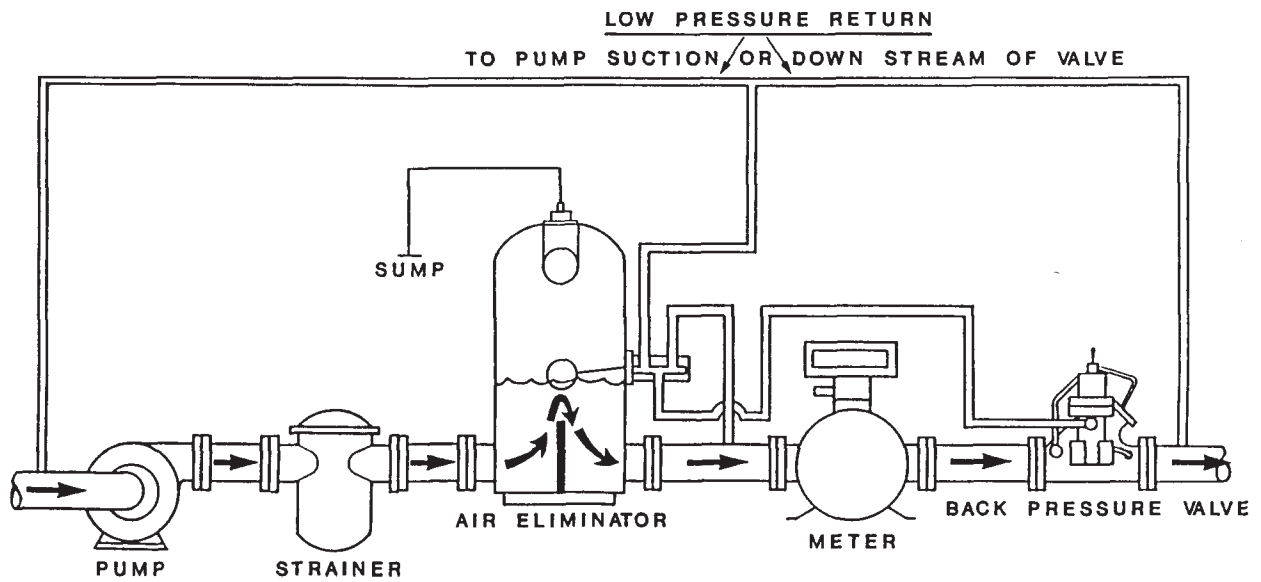 LOW PRESSURE RETURN
TO PUMP SUCTION OR DOWN STREAM OF VALVE
SUMP
AIR ELIMINATOR
BACK PRESSURE VALVE
METER
STRAINER
PUMP